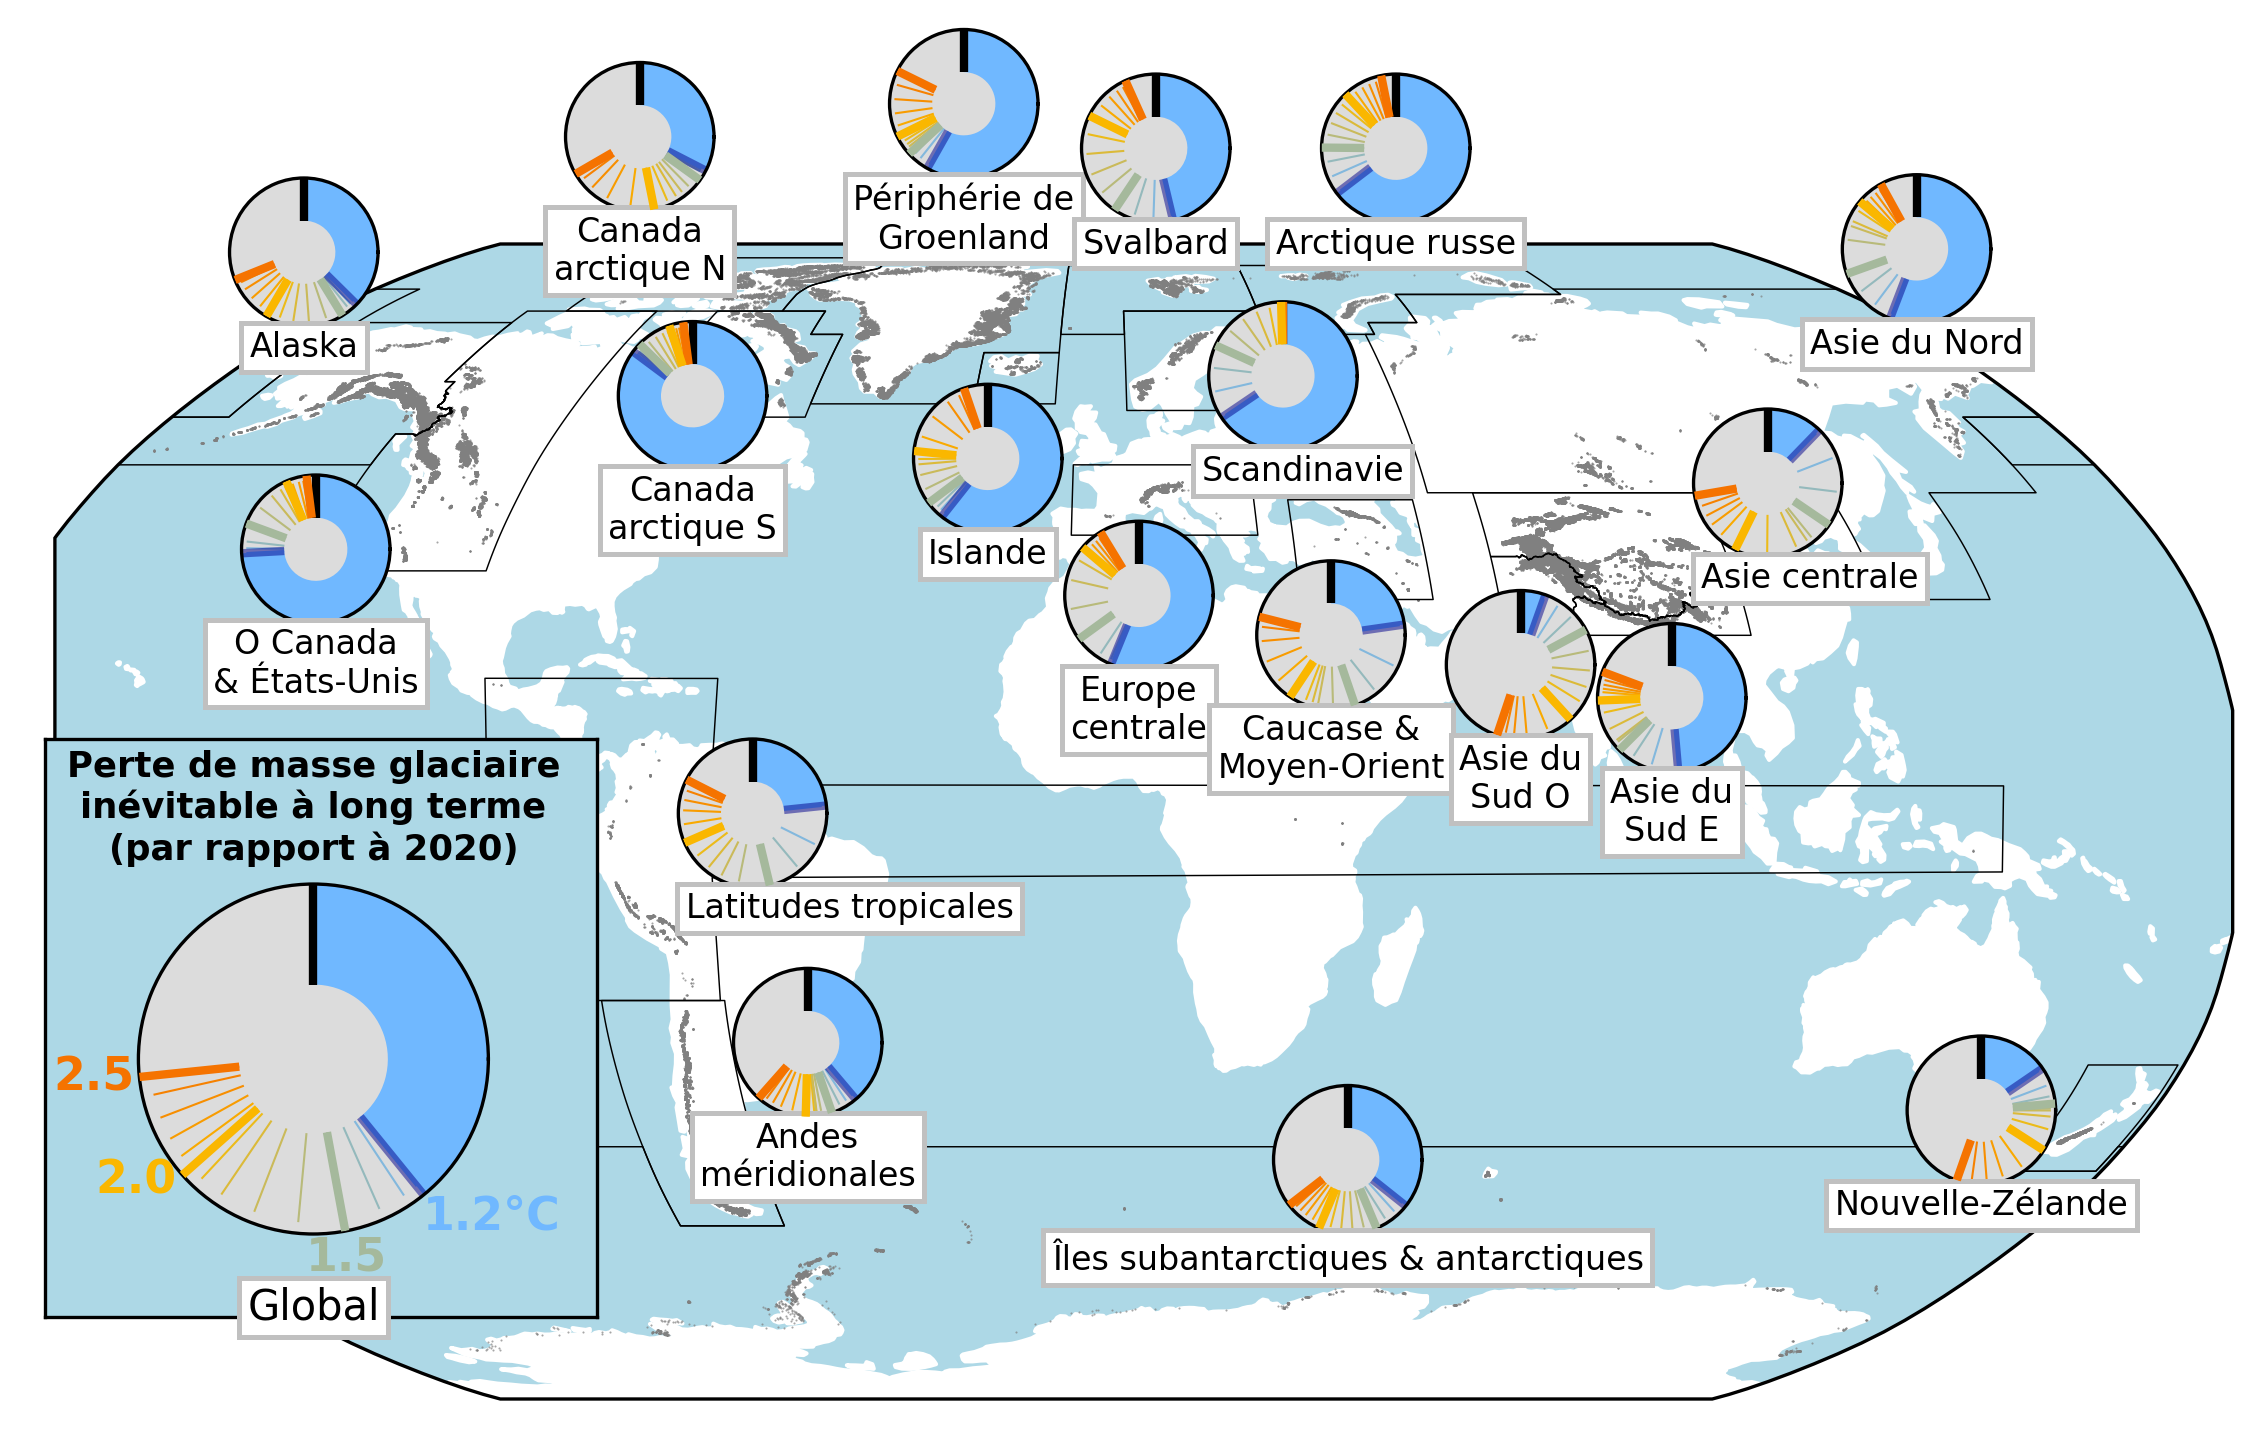 Périphérie de
Groenland
Canada
arctique N
Svalbard
Arctique russe
Alaska
Asie du Nord
Scandinavie
Canada
arctique S
Islande
Asie centrale
O Canada
& États-Unis
Europe
centrale
Caucase &
Moyen-Orient
Asie du
Sud O
Asie du
Sud E
Perte de masse glaciaire
inévitable à long terme
(par rapport à 2020)
Latitudes tropicales
2.5
2.0
1.2°C
1.5
Global
Andes
méridionales
Îles subantarctiques & antarctiques
Nouvelle-Zélande